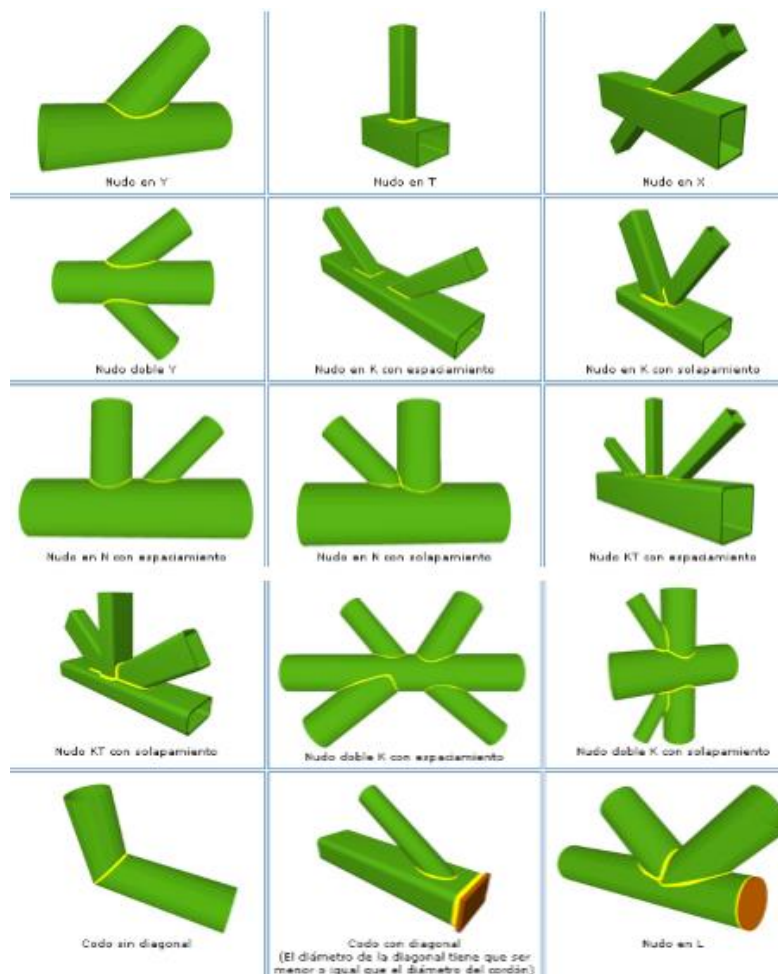 Nudo en Y
Nudo en T
Nudo en X
Nudo doble Y
Nudo en K con espaciamiento
Nudo en K con solapamiento
Nudo en N con espaciamiento
Nudo en N con solapamiento
Nudo KT con espaciamiento
Nudo KT con solapamiento
Nudo doble K con espaciamiento
Nudo doble K con solapamiento
Codo sin diagonal
Codo con diagonal
(El diámetro de la diagonal tiene que ser
menor o igual que el diámetro del cordón)
Nudo en L